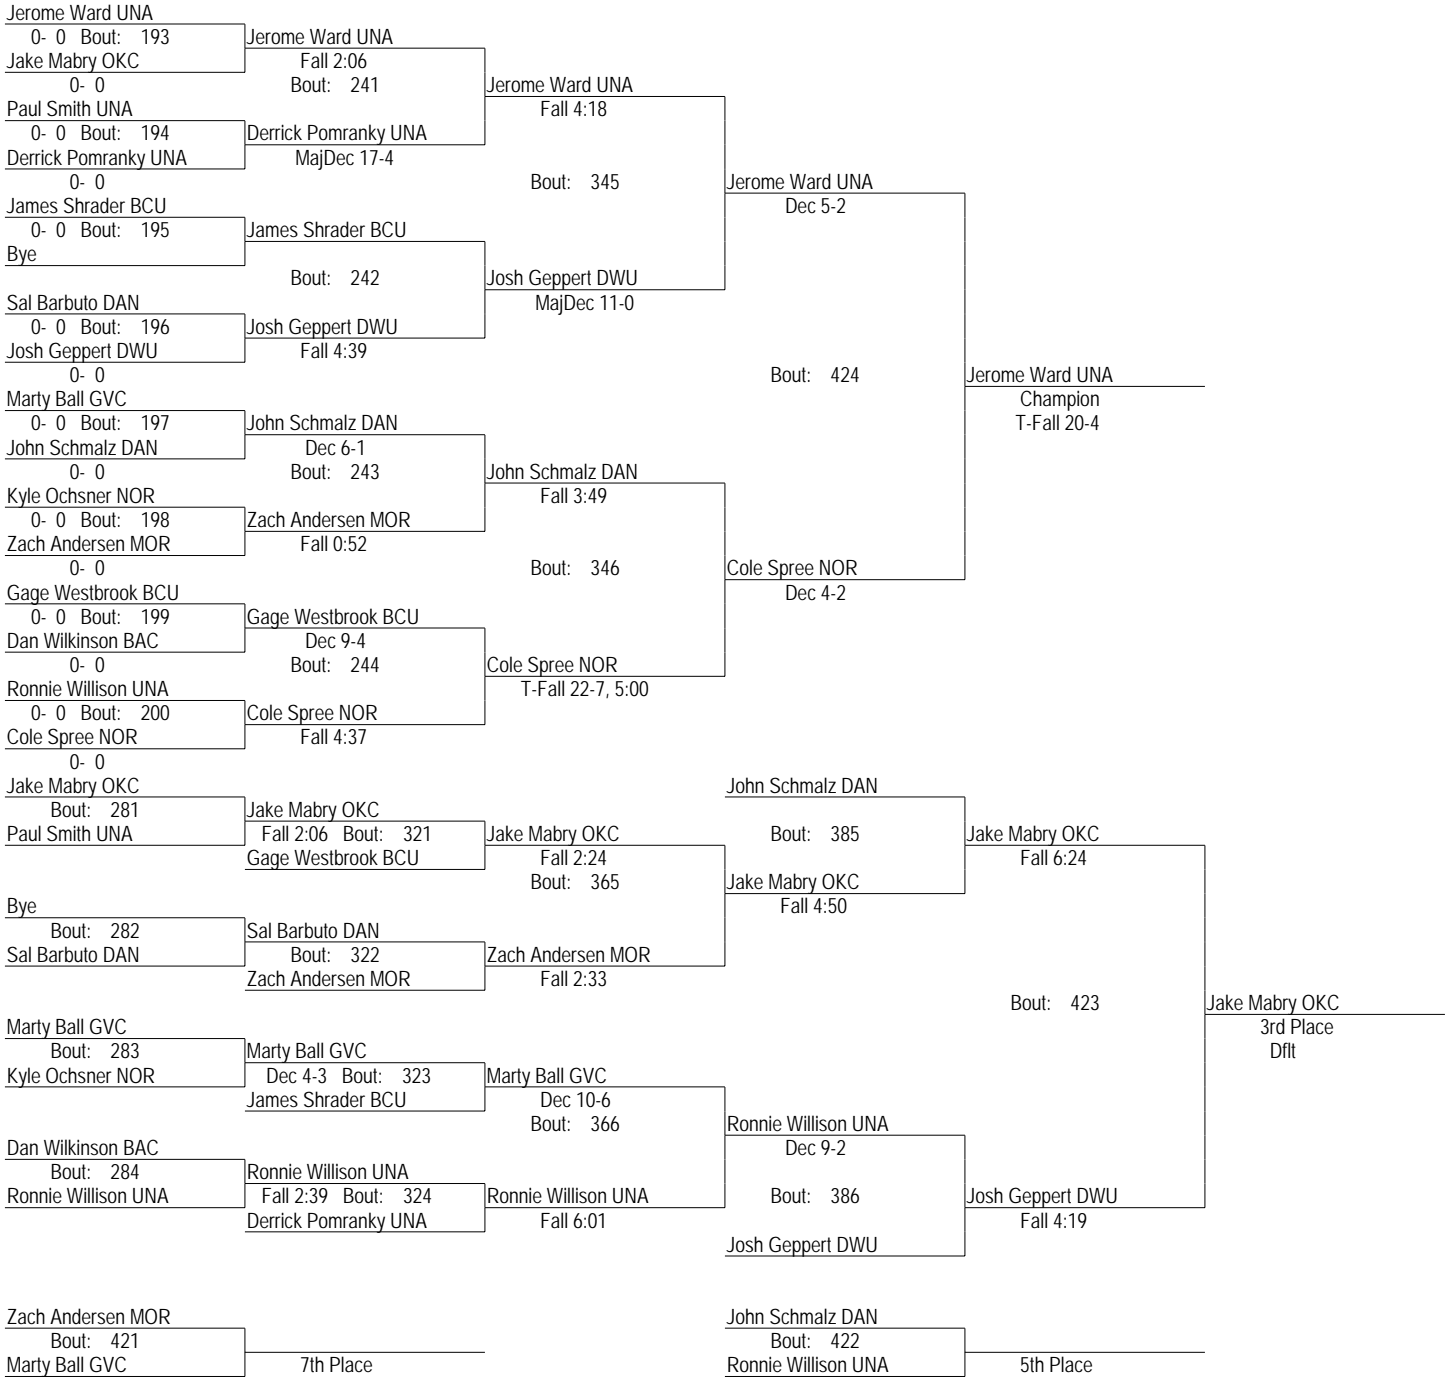 Jerome Ward UNA
0- 0 Bout: 193
Jerome Ward UNA
Jake Mabry OKC
Fall 2:06
0- 0
Bout: 241
Jerome Ward UNA
Paul Smith UNA
Fall 4:18
0- 0 Bout: 194
Derrick Pomranky UNA
Derrick Pomranky UNA
MajDec 17-4
0- 0
Bout: 345
Jerome Ward UNA
James Shrader BCU
Dec 5-2
0- 0 Bout: 195
James Shrader BCU
Bye
Bout: 242
Josh Geppert DWU
Sal Barbuto DAN
MajDec 11-0
0- 0 Bout: 196
Josh Geppert DWU
Josh Geppert DWU
Fall 4:39
0- 0
Bout: 424
Jerome Ward UNA
Marty Ball GVC
Champion
0- 0 Bout: 197
John Schmalz DAN
T-Fall 20-4
John Schmalz DAN
Dec 6-1
0- 0
Bout: 243
John Schmalz DAN
Kyle Ochsner NOR
Fall 3:49
0- 0 Bout: 198
Zach Andersen MOR
Zach Andersen MOR
Fall 0:52
0- 0
Bout: 346
Cole Spree NOR
Gage Westbrook BCU
Dec 4-2
0- 0 Bout: 199
Gage Westbrook BCU
Dan Wilkinson BAC
Dec 9-4
0- 0
Bout: 244
Cole Spree NOR
Ronnie Willison UNA
T-Fall 22-7, 5:00
0- 0 Bout: 200
Cole Spree NOR
Cole Spree NOR
Fall 4:37
0- 0
Jake Mabry OKC
John Schmalz DAN
Bout: 281
Jake Mabry OKC
Paul Smith UNA
Fall 2:06 Bout: 321
Jake Mabry OKC
Bout: 385
Jake Mabry OKC
Gage Westbrook BCU
Fall 2:24
Fall 6:24
Bout: 365
Jake Mabry OKC
Bye
Fall 4:50
Bout: 282
Sal Barbuto DAN
Sal Barbuto DAN
Bout: 322
Zach Andersen MOR
Zach Andersen MOR
Fall 2:33
Bout: 423
Jake Mabry OKC
Marty Ball GVC
3rd Place
Bout: 283
Marty Ball GVC
Dflt
Kyle Ochsner NOR
Dec 4-3 Bout: 323
Marty Ball GVC
James Shrader BCU
Dec 10-6
Bout: 366
Ronnie Willison UNA
Dan Wilkinson BAC
Dec 9-2
Bout: 284
Ronnie Willison UNA
Ronnie Willison UNA
Fall 2:39 Bout: 324
Ronnie Willison UNA
Bout: 386
Josh Geppert DWU
Derrick Pomranky UNA
Fall 6:01
Fall 4:19
Josh Geppert DWU
Zach Andersen MOR
John Schmalz DAN
Bout: 421
Bout: 422
Marty Ball GVC
7th Place
Ronnie Willison UNA
5th Place